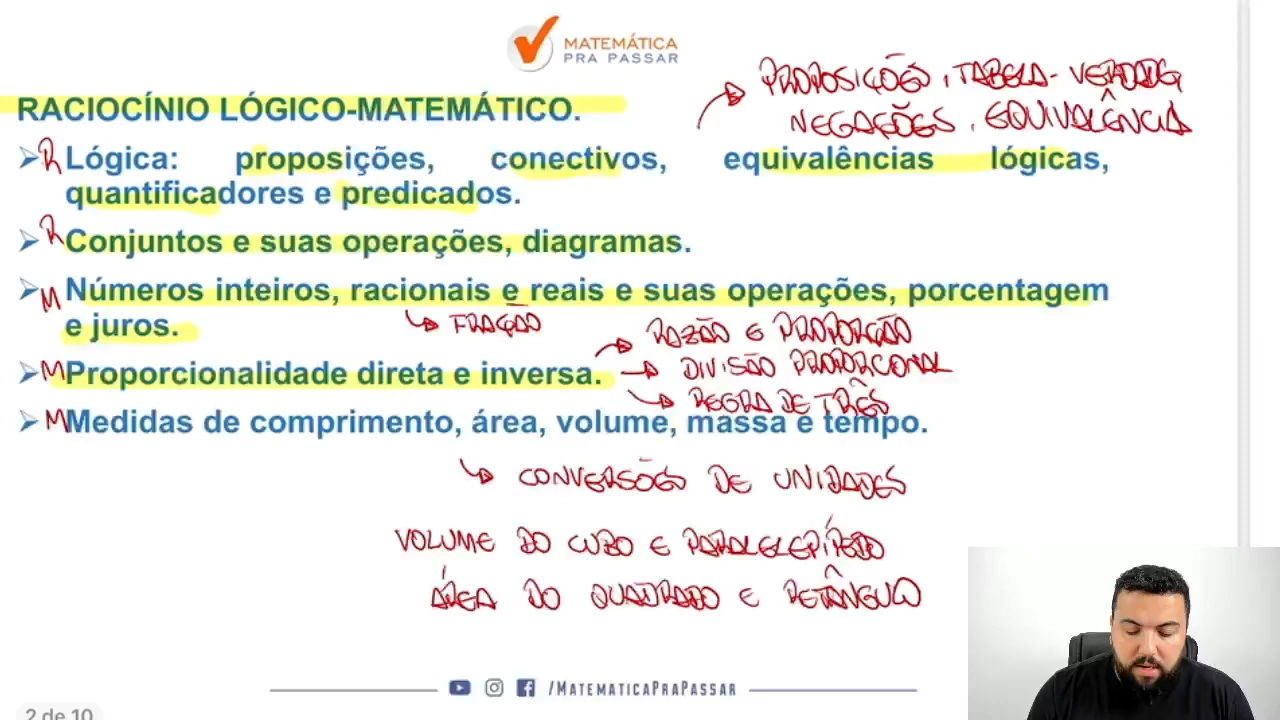 MATEMÁTICA
PRA PASSAR
PROPOSIÇÕES, TABELA-VERDADE,
NEGAÇÕES, EQUIVALÊNCIA
RACIOCÍNIO LÓGICO-MATEMÁTICO.
R Lógica: proposições, conectivos, equivalências lógicas,
quantificadores e predicados.
R Conjuntos e suas operações, diagramas.
M Números inteiros, racionais e reais e suas operações, porcentagem
e juros.
FRAÇÃO
RAZÃO E PROPORÇÃO
M Proporcionalidade direta e inversa.
DIVISÃO PROPORCIONAL
REGRA DE TRÊS
M Medidas de comprimento, área, volume, massa e tempo.
CONVERSÕES DE UNIDADES
VOLUME DO CUBO E PARALELEPÍPEDO
ÁREA DO QUADRADO E RETÂNGULO
/MATEMATICAPRAPASSAR
2 de 10